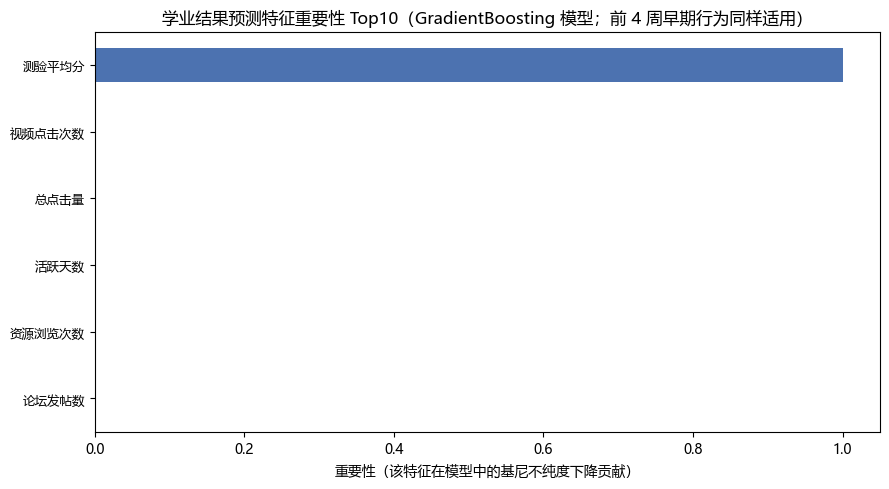 学业结果预测特征重要性 Top10（GradientBoosting 模型；前 4 周早期行为同样适用）
测验平均分
视频点击次数
总点击量
活跃天数
资源浏览次数
论坛发帖数
0.0 0.2 0.4 0.6 0.8 1.0
重要性（该特征在模型中的基尼不纯度下降贡献）